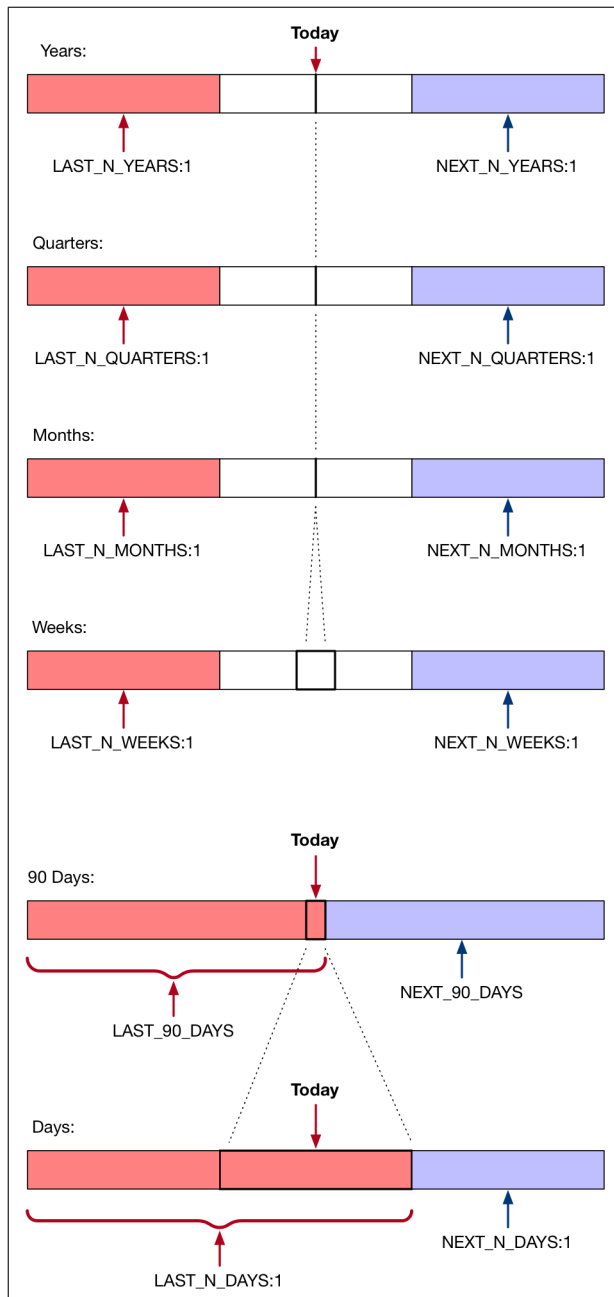 Today
Years:
LAST_N_YEARS:1
NEXT_N_YEARS:1
Quarters:
LAST_N_QUARTERS:1
NEXT_N_QUARTERS:1
Months:
LAST_N_MONTHS:1
NEXT_N_MONTHS:1
Weeks:
LAST_N_WEEKS:1
NEXT_N_WEEKS:1
Today
90 Days:
NEXT_90_DAYS
LAST_90_DAYS
Today
Days:
NEXT_N_DAYS:1
LAST_N_DAYS:1